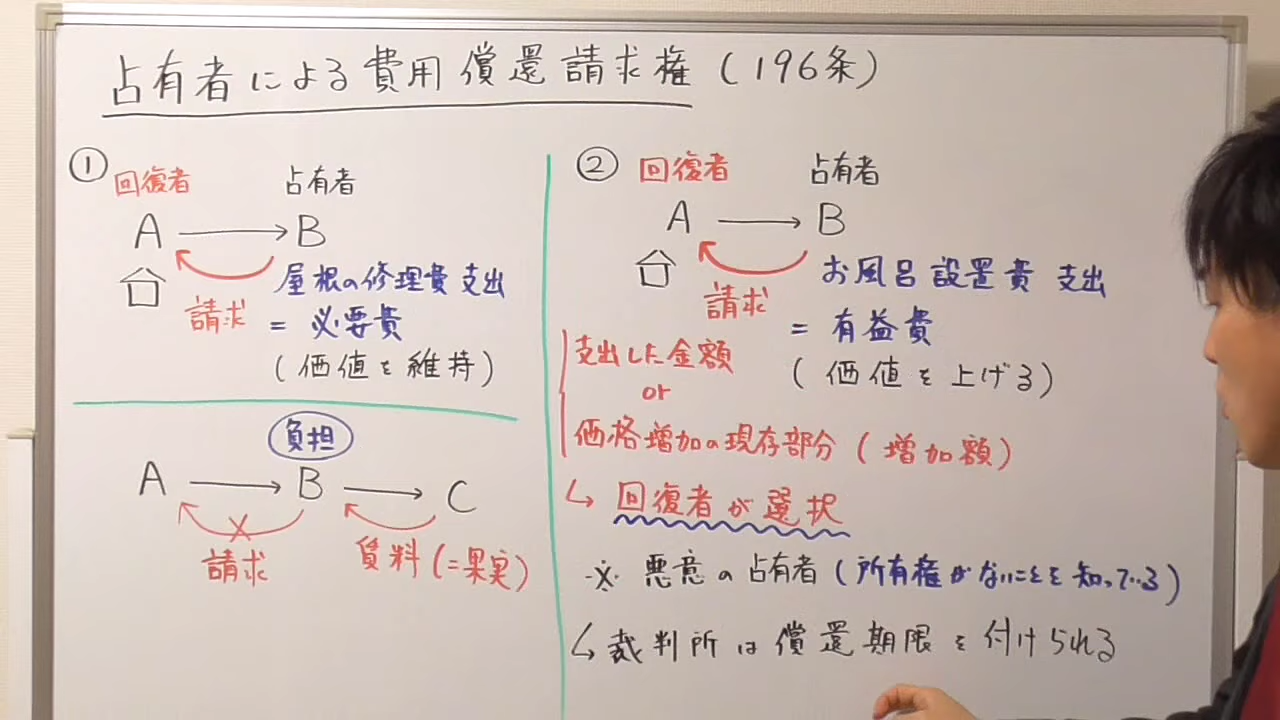 占有者による費用償還請求権(196条)
①
回復者 占有者
A B
屋根の修理費支出
請求 = 必要費
(価値を維持)
負担
A B C
請求 賃料(=果実)
②
回復者 占有者
A B
お風呂設置費 支出
請求 = 有益費
(価値を上げる)
支出した金額
or
価格増加の現存部分(増加額)
回復者が選択
※ 悪意の占有者(所有権がないことを知っている)
裁判所は償還期限を付けられる